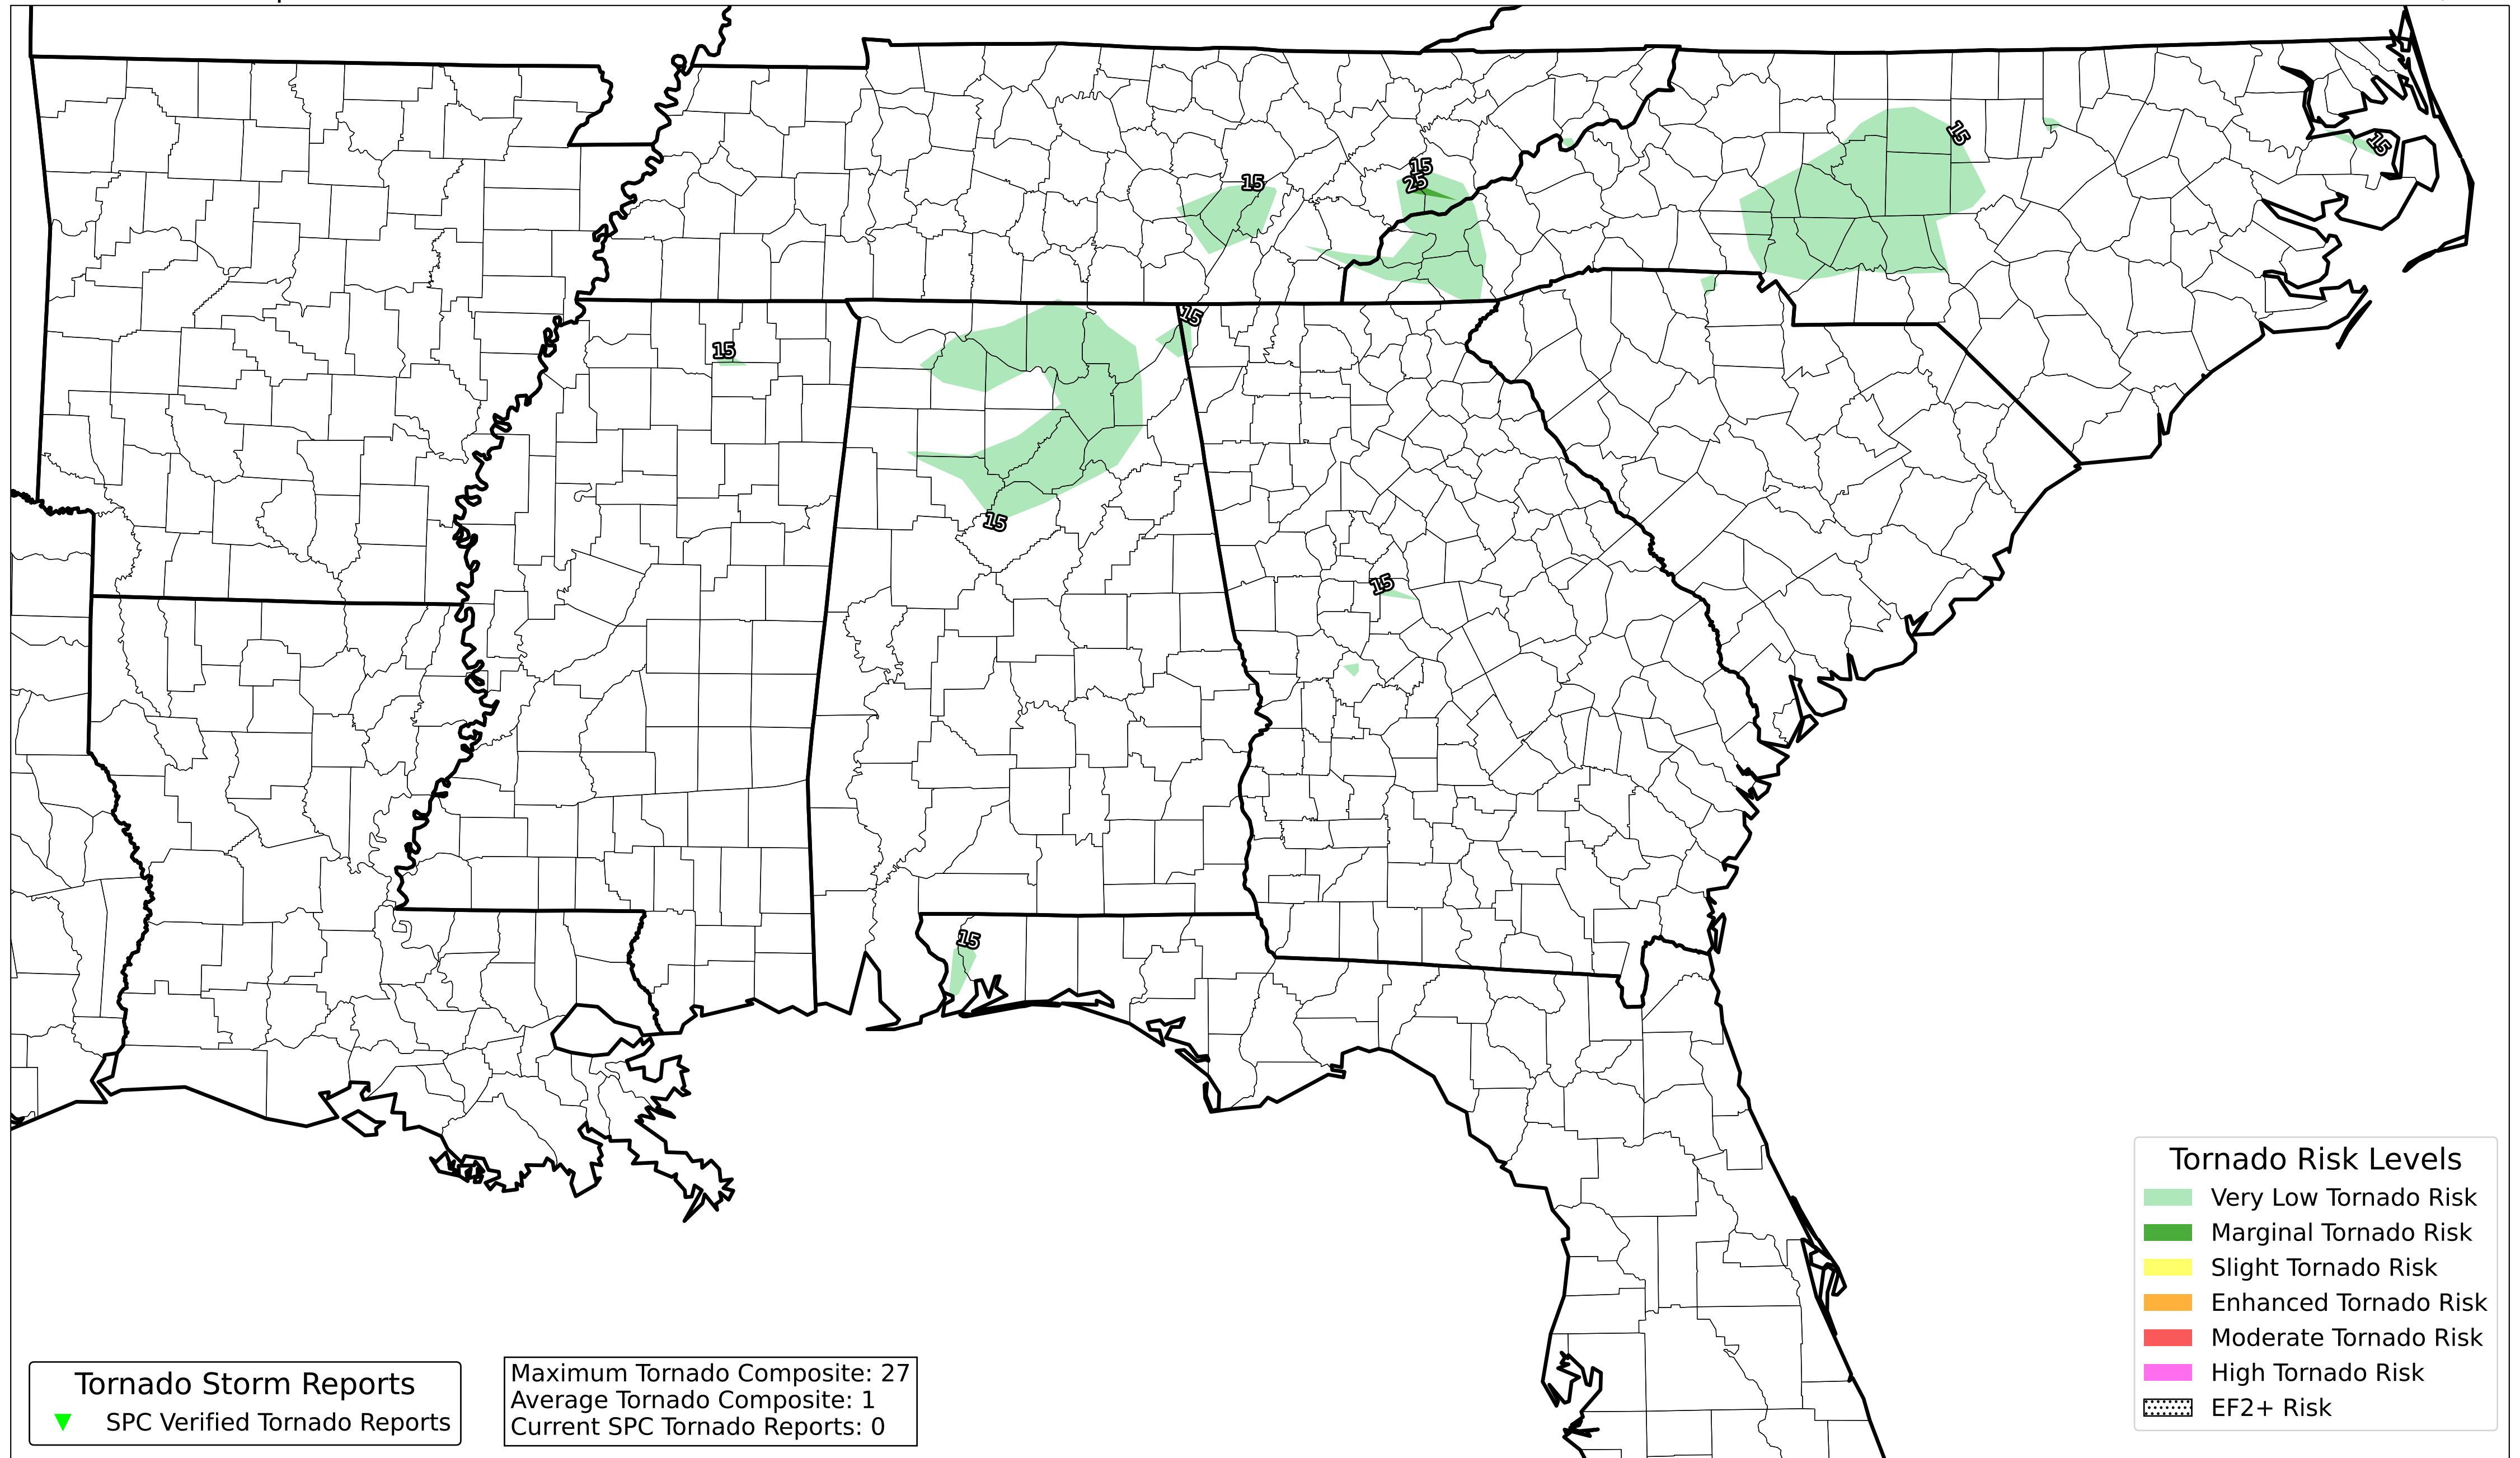 15
15
15
25
15
15
15
15
15
15
15
Tornado Risk Levels
Very Low Tornado Risk
Marginal Tornado Risk
Slight Tornado Risk
Enhanced Tornado Risk
Moderate Tornado Risk
High Tornado Risk
EF2+ Risk
Tornado Storm Reports
SPC Verified Tornado Reports
Maximum Tornado Composite: 27
Average Tornado Composite: 1
Current SPC Tornado Reports: 0